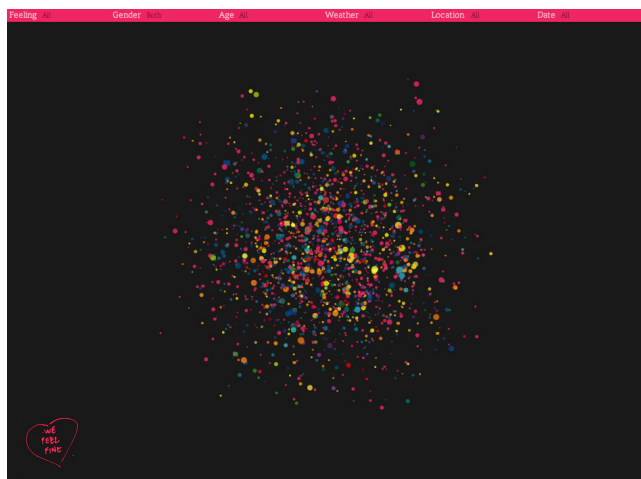 Feeling All Gender Both Age All Weather All Location All Date All
WE
FEEL
FINE